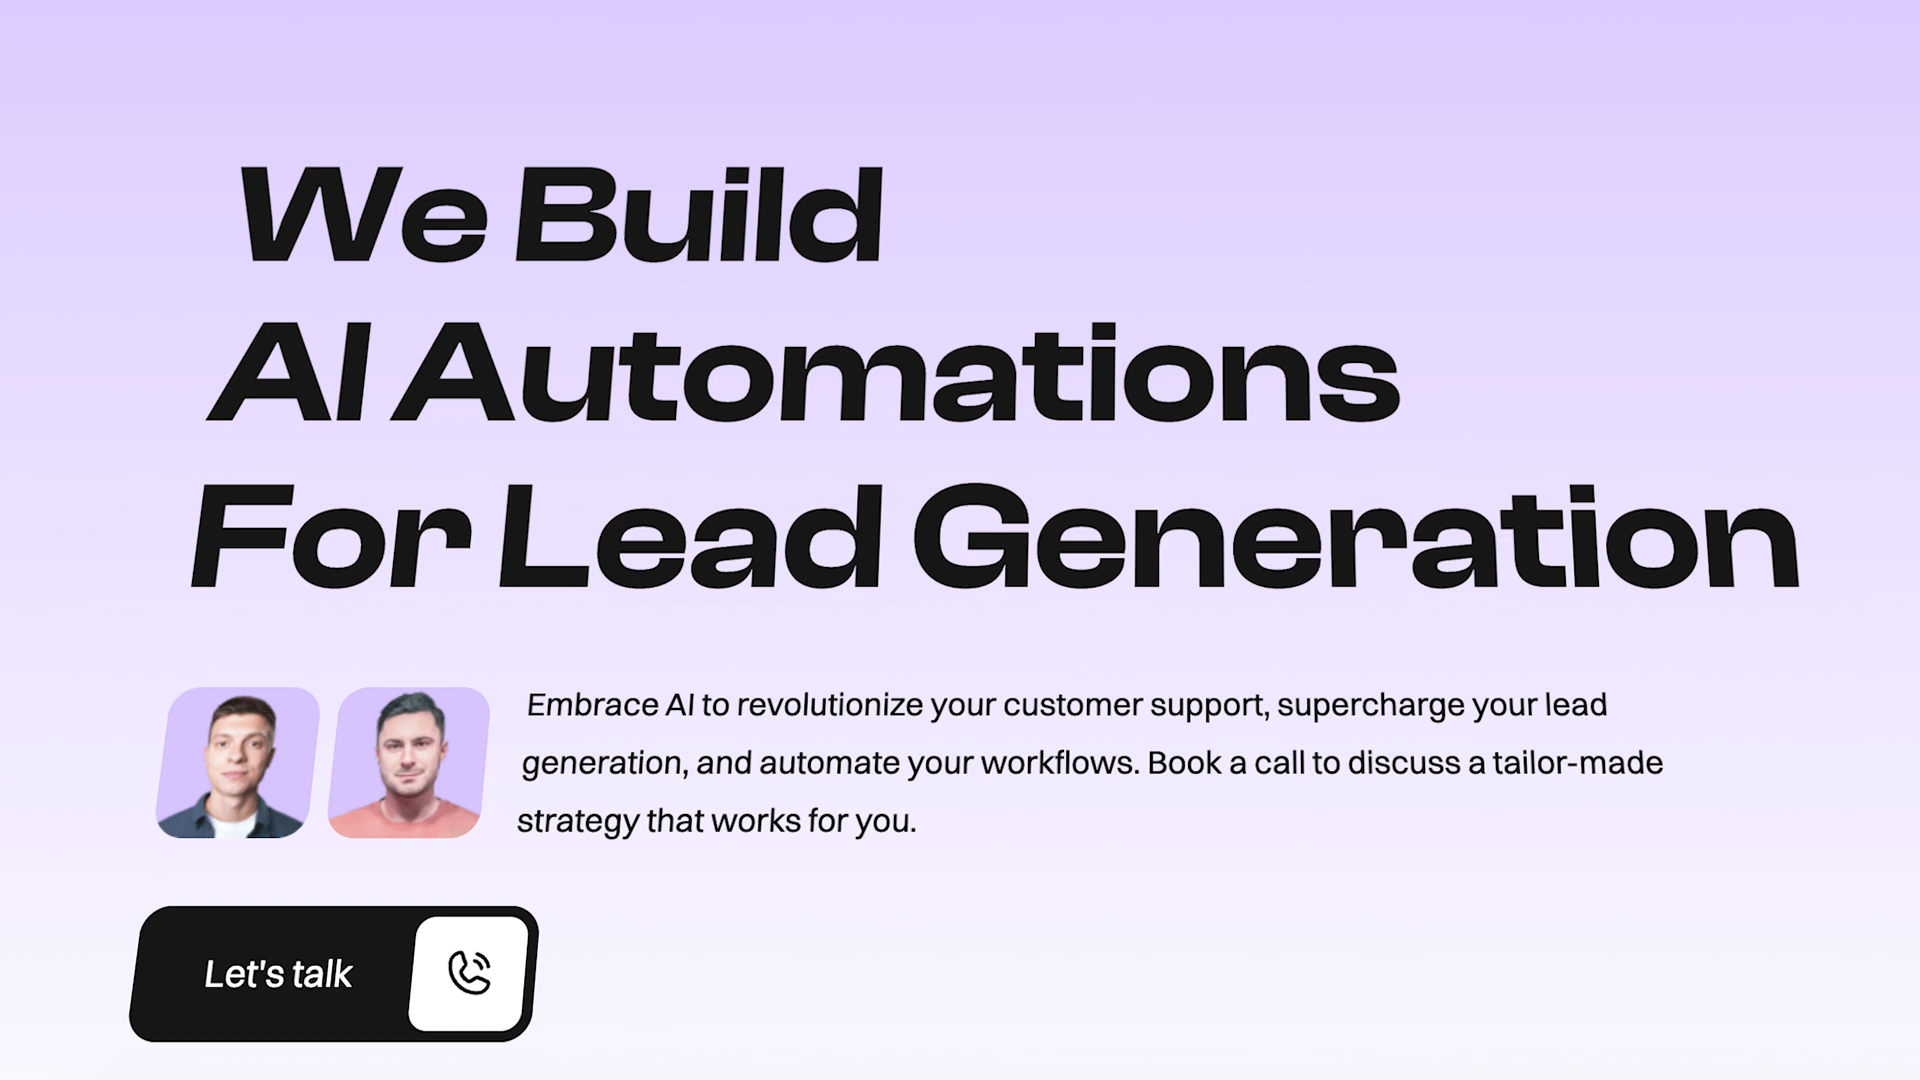 We Build
AI Automations
For Lead Generation
Embrace AI to revolutionize your customer support, supercharge your lead
generation, and automate your workflows. Book a call to discuss a tailor-made
strategy that works for you.
Let's talk